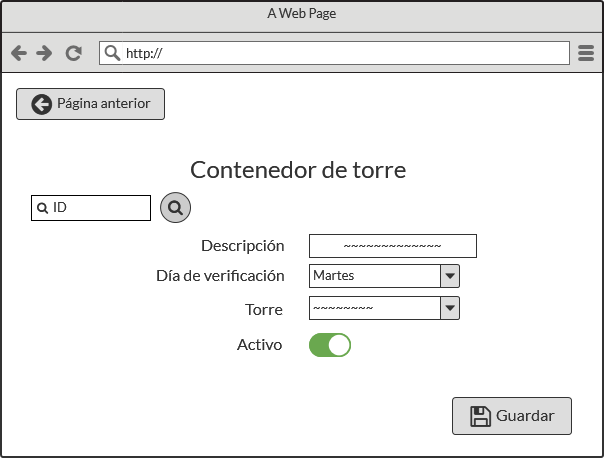 A Web Page
http://
Página anterior
Contenedor de torre
ID
Descripción ~~~~~~~~~~~~~
Día de verificación Martes
Torre ~~~~~~~~
Activo
Guardar